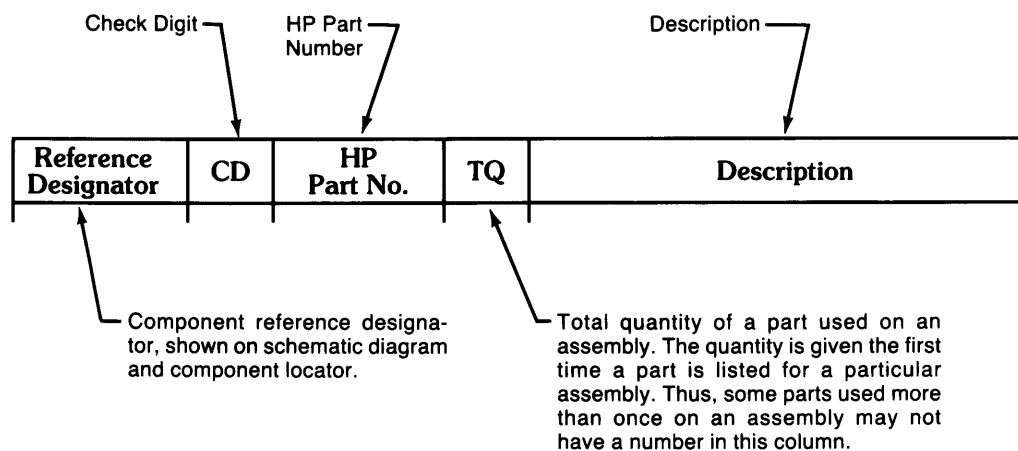 Check Digit
HP Part
Number
Description
Reference
Designator
CD
HP
Part No.
TQ
Description
Component reference designa-
tor, shown on schematic diagram
and component locator.
Total quantity of a part used on an
assembly. The quantity is given the first
time a part is listed for a particular
assembly. Thus, some parts used more
than once on an assembly may not
have a number in this column.